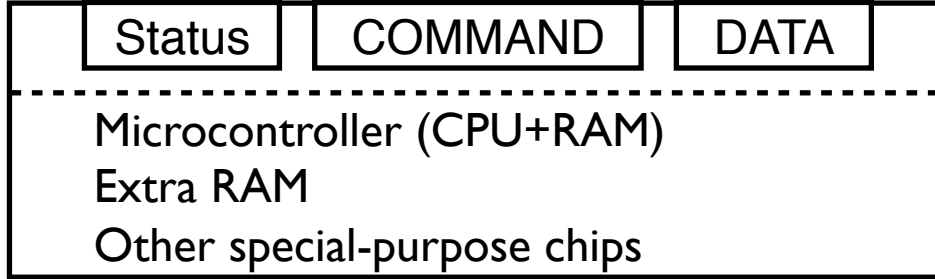 Status COMMAND DATA
Microcontroller (CPU+RAM)
Extra RAM
Other special-purpose chips